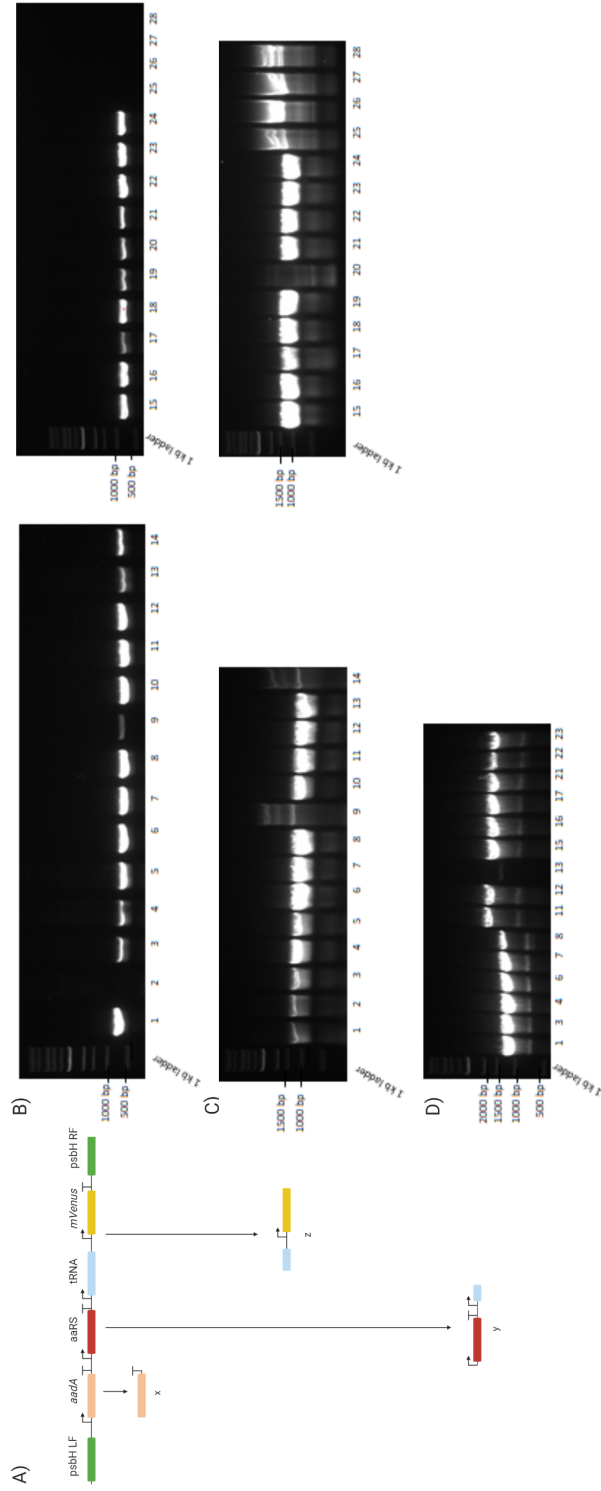 A)
psbH LF
aadA
aaRS
tRNA
mVenus
psbH RF
x
y
z
B)
1000 bp
500 bp
1 kb ladder
1 2 3 4 5 6 7 8 9 10 11 12 13 14
1000 bp
500 bp
1 kb ladder
15 16 17 18 19 20 21 22 23 24 25 26 27 28
C)
1500 bp
1000 bp
1 kb ladder
1 2 3 4 5 6 7 8 9 10 11 12 13 14
1500 bp
1000 bp
1 kb ladder
15 16 17 18 19 20 21 22 23 24 25 26 27 28
D)
2000 bp
1500 bp
1000 bp
500 bp
1 kb ladder
1 3 4 6 7 8 11 12 13 15 16 17 21 22 23